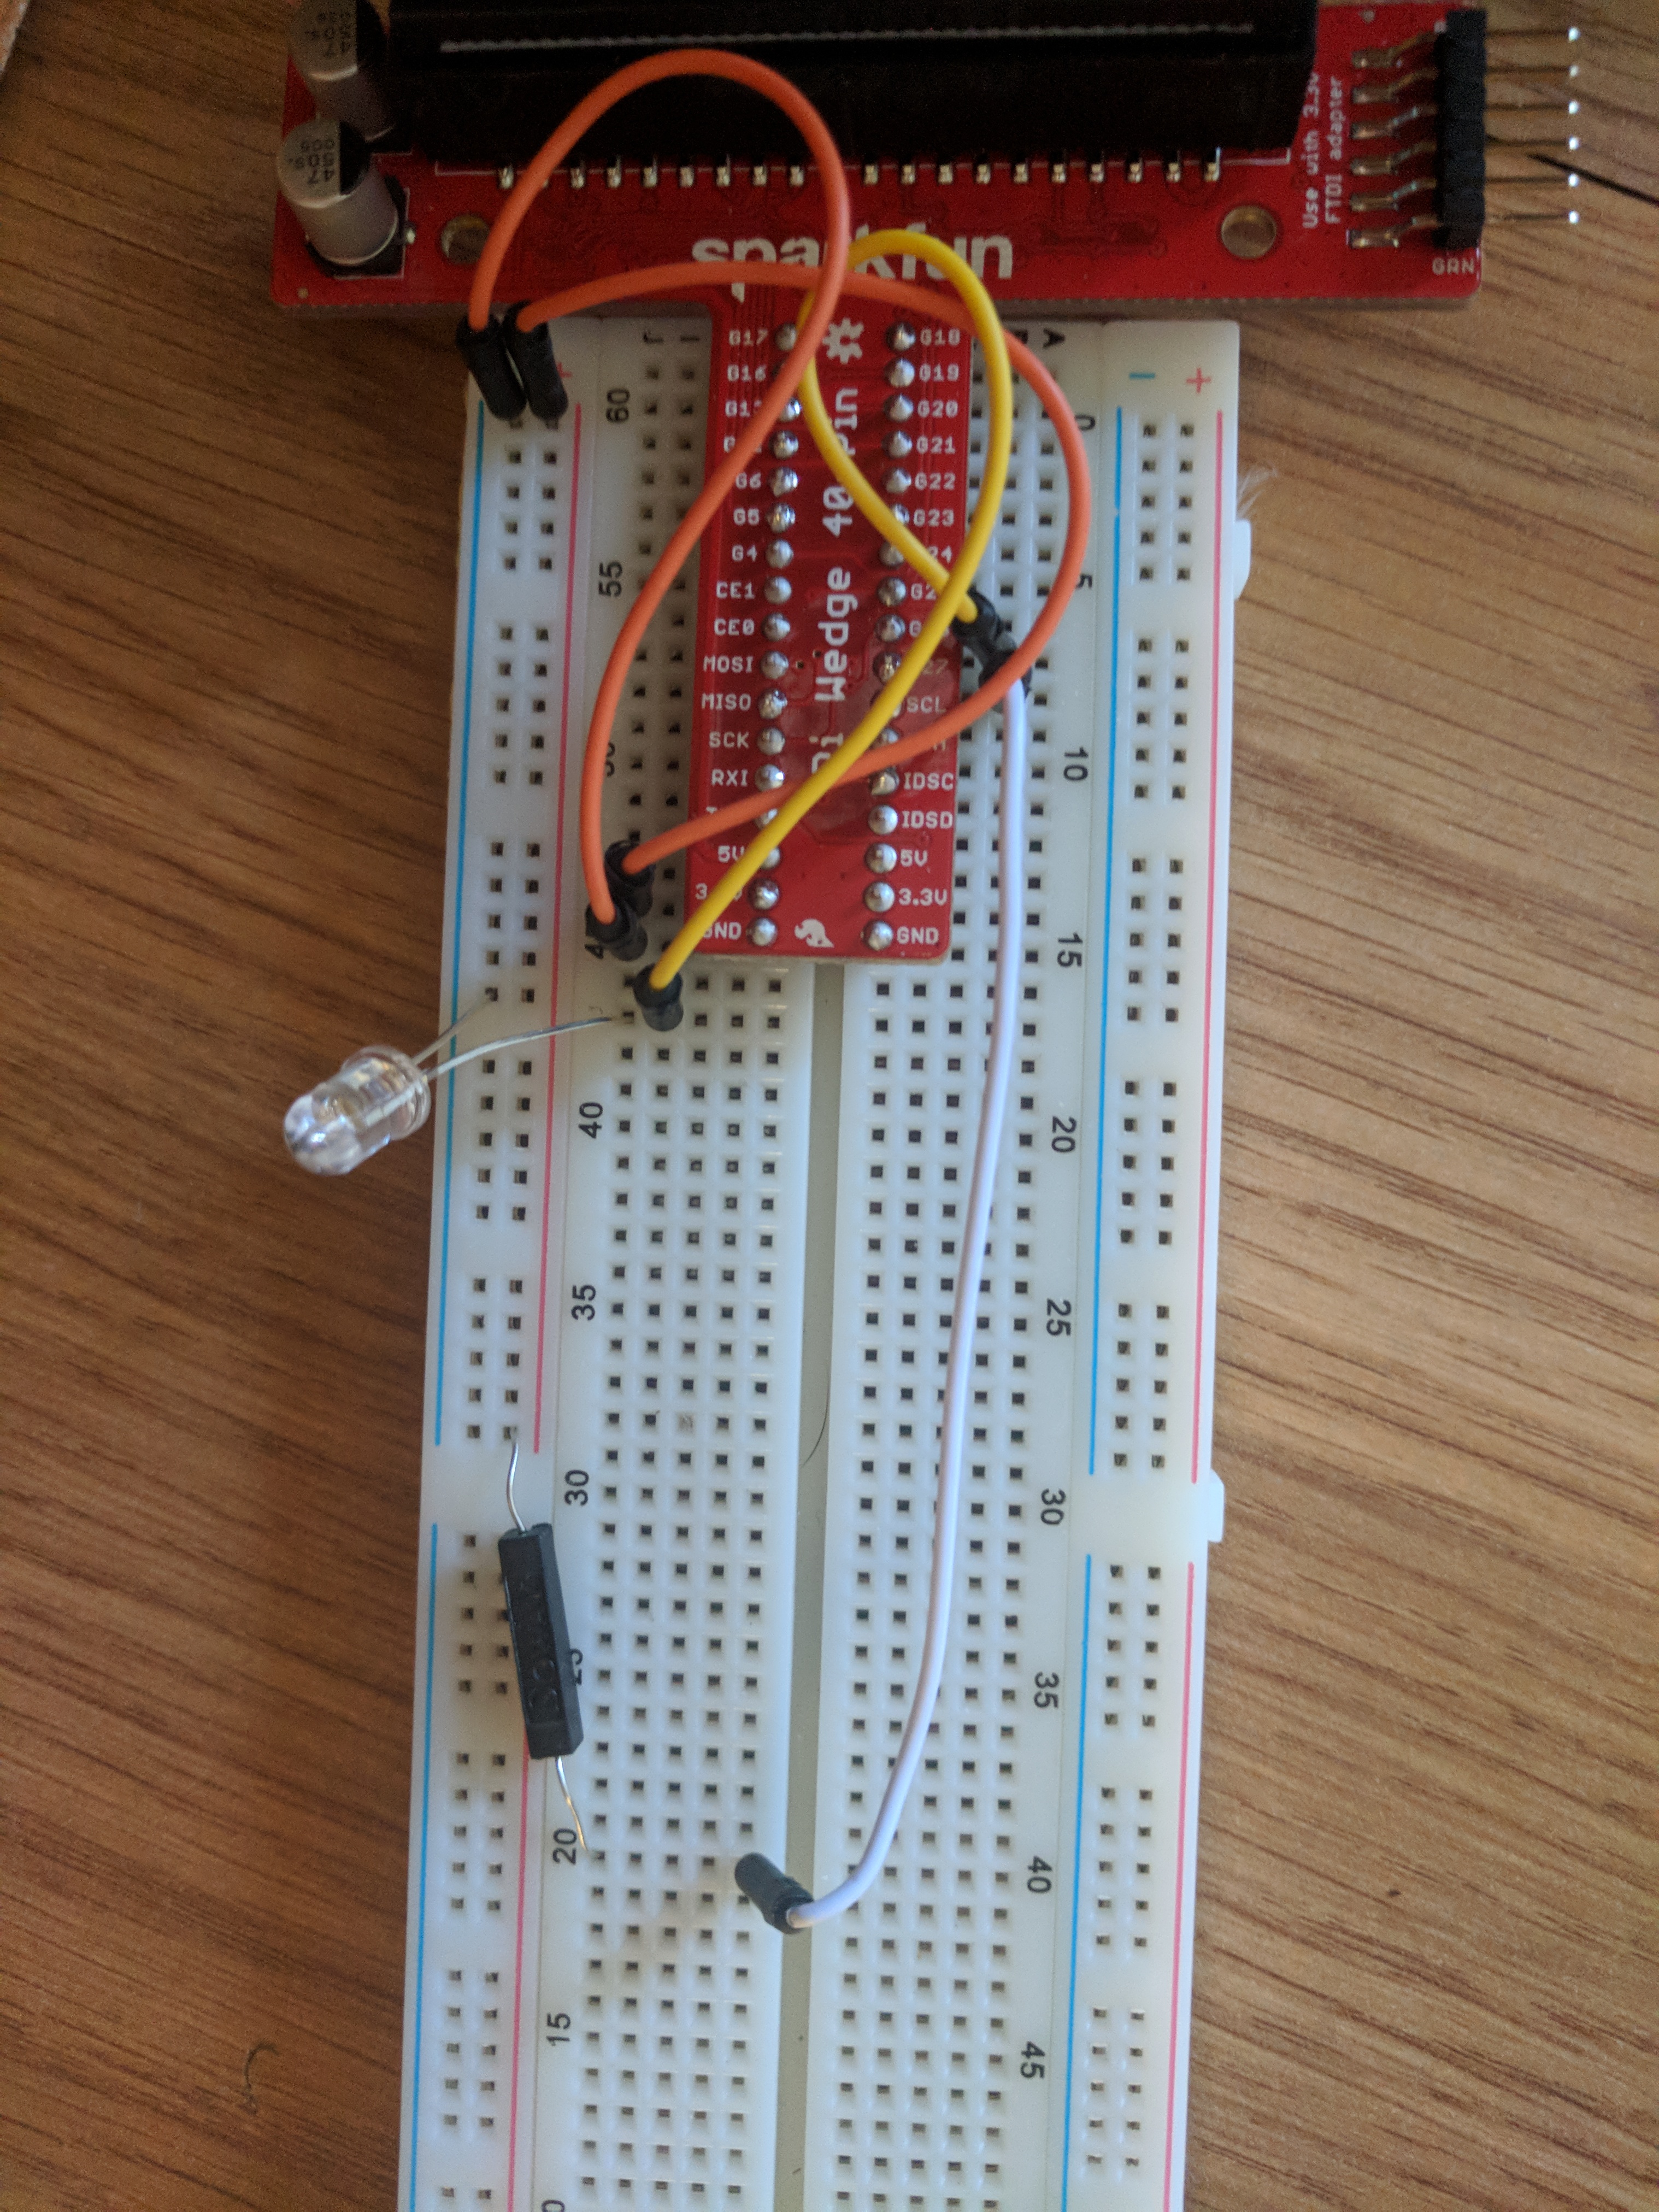 Use with 3.3V
FTDI adapter
GRN
sparkfun
Pi Wedge 40 pin
G17
G18
G16
G19
G20
G21
G6
G22
G5
G23
G4
CE1
CE0
MOSI
MISO
SCL
SCK
RXI
IDSC
IDSD
5V
5V
3.3V
GND
GND
J
I
A
+
-
+
60
55
40
35
30
20
15
0
5
10
15
20
25
30
35
40
45